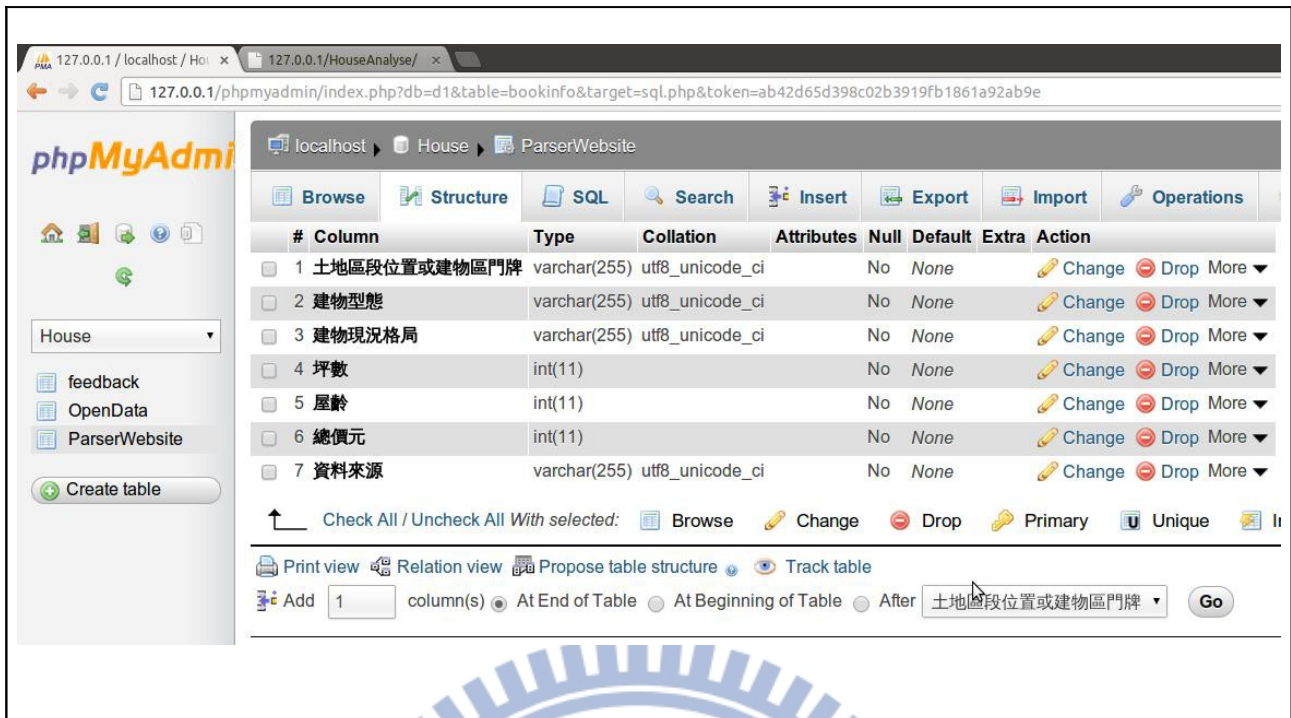 127.0.0.1 / localhost / Ho 127.0.0.1/HouseAnalyse/
127.0.0.1/phpmyadmin/index.php?db=d1&table=bookinfo&target=sql.php&token=ab42d65d398c02b3919fb1861a92ab9e
phpMyAdmi
localhost House ParserWebsite
Browse Structure SQL Search Insert Export Import Operations
# Column Type Collation Attributes Null Default Extra Action
1 土地區段位置或建物區門牌 varchar(255) utf8_unicode_ci No None Change Drop More
2 建物型態 varchar(255) utf8_unicode_ci No None Change Drop More
3 建物現況格局 varchar(255) utf8_unicode_ci No None Change Drop More
4 坪數 int(11) No None Change Drop More
5 屋齡 int(11) No None Change Drop More
6 總價元 int(11) No None Change Drop More
7 資料來源 varchar(255) utf8_unicode_ci No None Change Drop More
House
feedback
OpenData
ParserWebsite
Create table
Check All / Uncheck All With selected: Browse Change Drop Primary U Unique
Print view Relation view Propose table structure Track table
Add 1 column(s) At End of Table At Beginning of Table After 土地區段位置或建物區門牌 Go